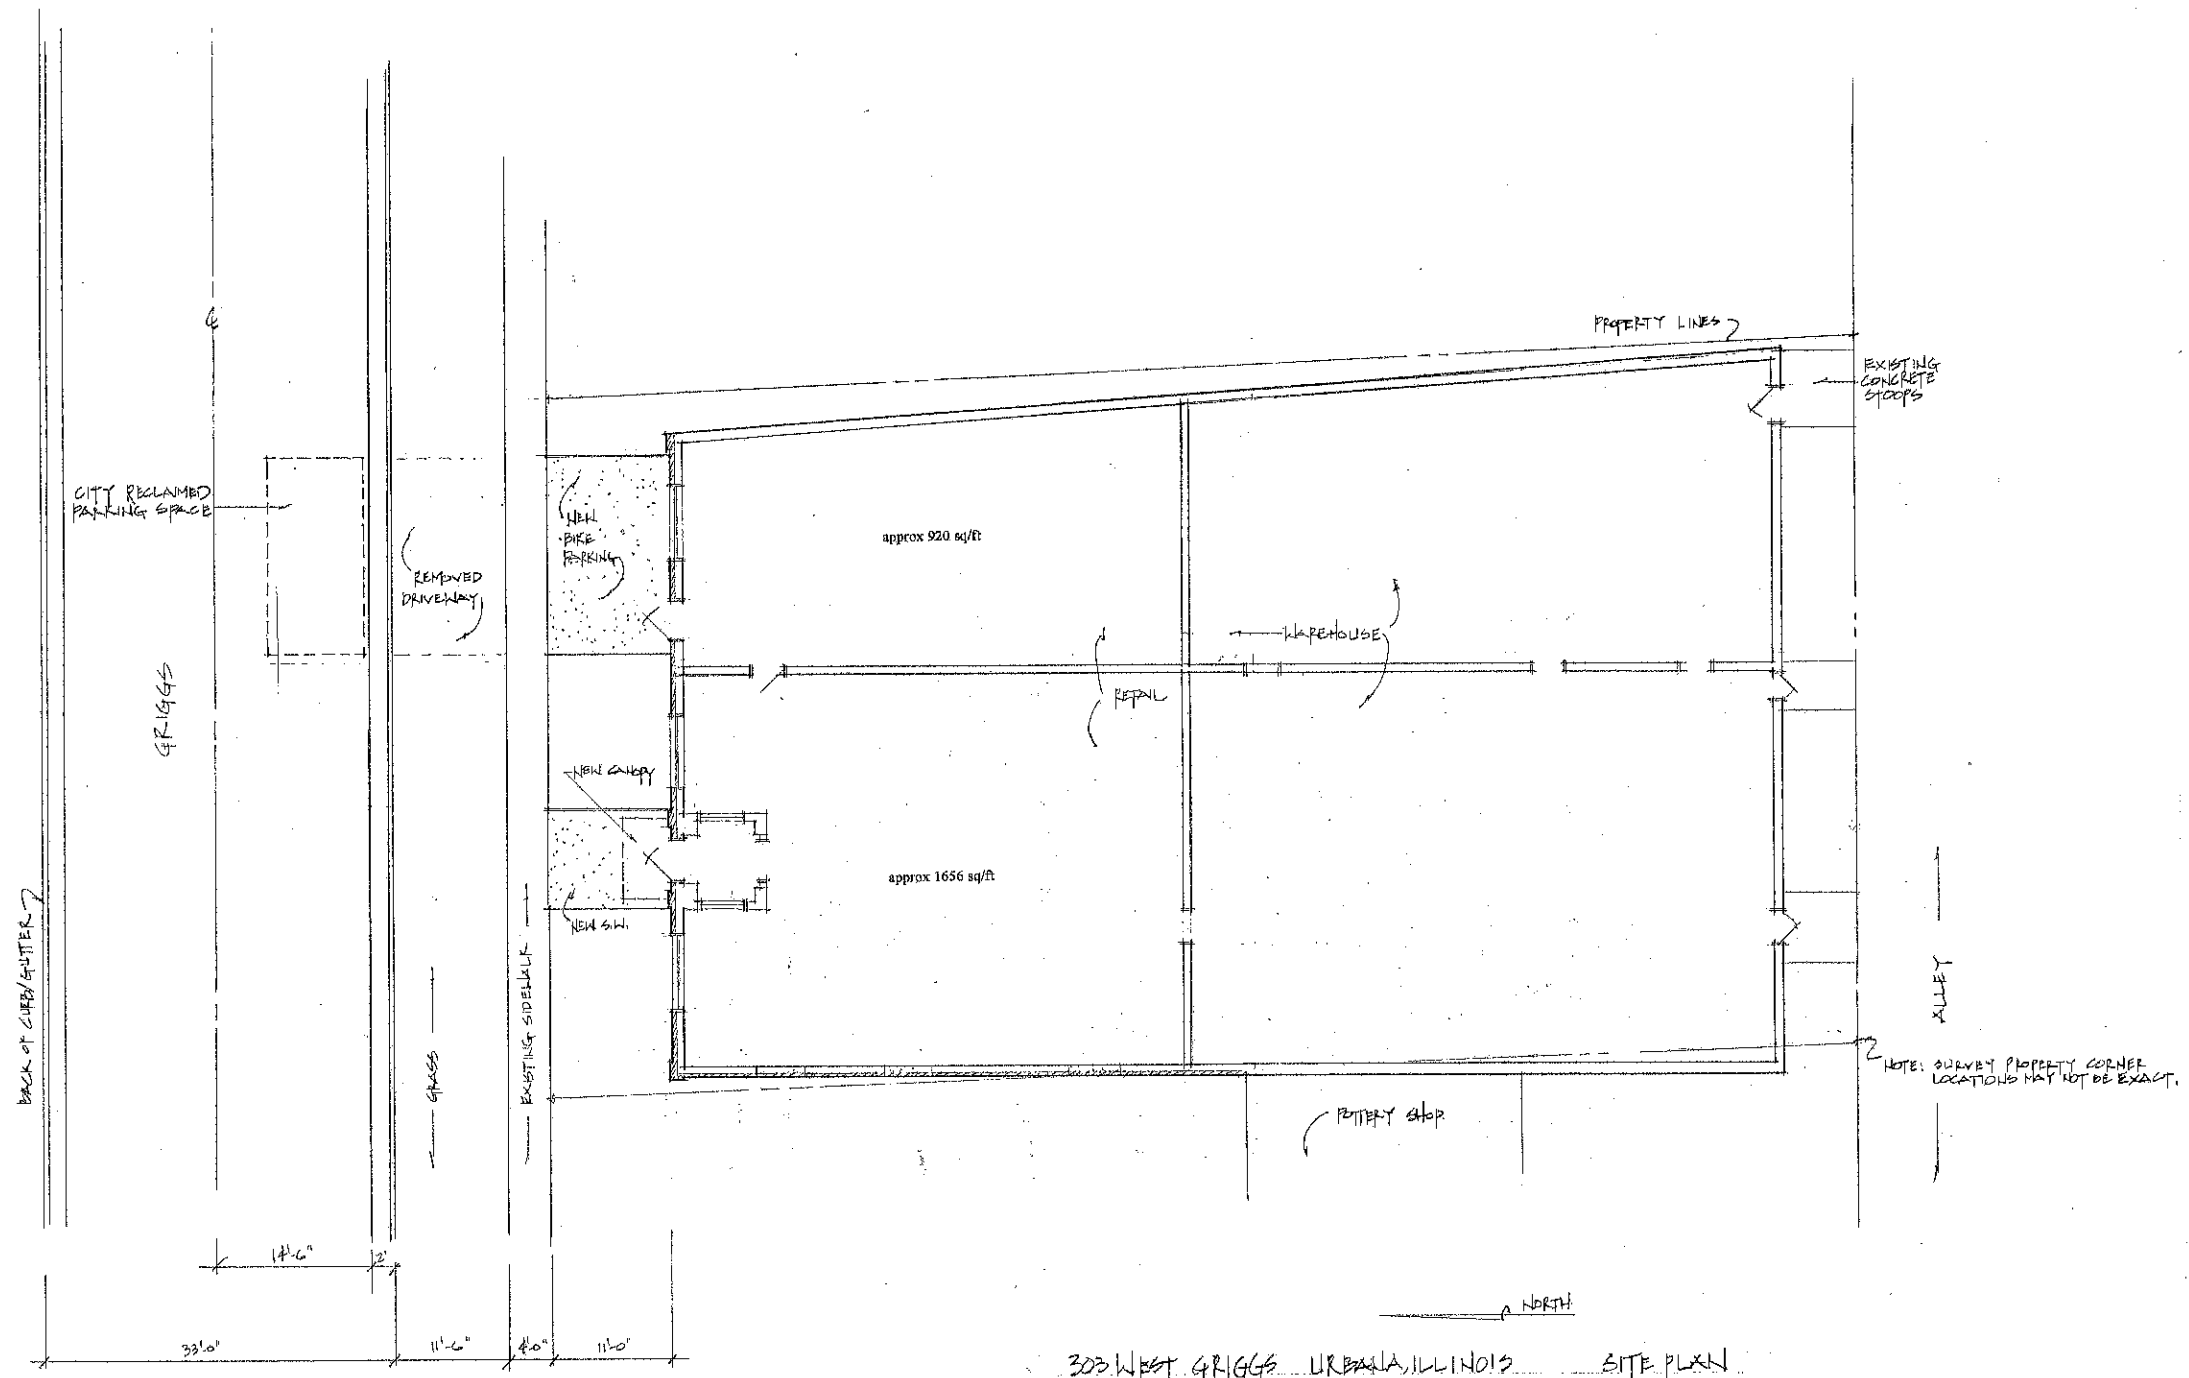 PROPERTY LINES
EXISTING
CONCRETE
STOOPS
CITY RECLAIMED
PARKING SPACE
NEW
BIKE
PARKING
approx 920 sq/ft
REMOVED
DRIVEWAY
WAREHOUSE
RETAIL
GRIGGS
NEW CANOPY
approx 1656 sq/ft
NEW S.W.
BACK OF CURB/GUTTER
GRASS
EXISTING SIDEWALK
ALLEY
NOTE: SURVEY PROPERTY CORNER
LOCATIONS MAY NOT BE EXACT.
POTTERY SHOP
14'-6"
2'
NORTH
33'-0"
11'-6"
4'-0"
11'-0"
303 WEST GRIGGS URBANA, ILLINOIS SITE PLAN